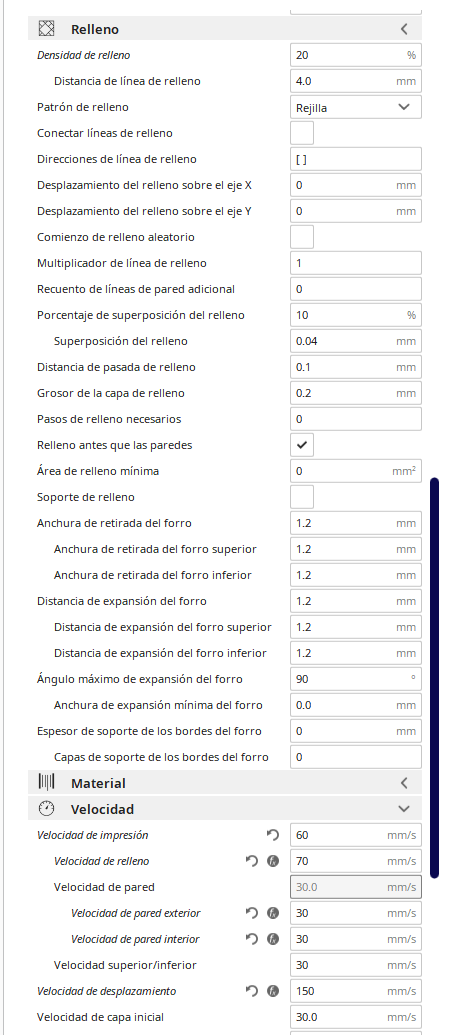 Relleno
Densidad de relleno 20 %
Distancia de línea de relleno 4.0 mm
Patrón de relleno Rejilla
Conectar líneas de relleno
Direcciones de línea de relleno [ ]
Desplazamiento del relleno sobre el eje X 0 mm
Desplazamiento del relleno sobre el eje Y 0 mm
Comienzo de relleno aleatorio
Multiplicador de línea de relleno 1
Recuento de líneas de pared adicional 0
Porcentaje de superposición del relleno 10 %
Superposición del relleno 0.04 mm
Distancia de pasada de relleno 0.1 mm
Grosor de la capa de relleno 0.2 mm
Pasos de relleno necesarios 0
Relleno antes que las paredes
Área de relleno mínima 0 mm²
Soporte de relleno
Anchura de retirada del forro 1.2 mm
Anchura de retirada del forro superior 1.2 mm
Anchura de retirada del forro inferior 1.2 mm
Distancia de expansión del forro 1.2 mm
Distancia de expansión del forro superior 1.2 mm
Distancia de expansión del forro inferior 1.2 mm
Ángulo máximo de expansión del forro 90 °
Anchura de expansión mínima del forro 0.0 mm
Espesor de soporte de los bordes del forro 0 mm
Capas de soporte de los bordes del forro 0
Material
Velocidad
Velocidad de impresión 60 mm/s
Velocidad de relleno 70 mm/s
Velocidad de pared 30.0 mm/s
Velocidad de pared exterior 30 mm/s
Velocidad de pared interior 30 mm/s
Velocidad superior/inferior 30 mm/s
Velocidad de desplazamiento 150 mm/s
Velocidad de capa inicial 30.0 mm/s